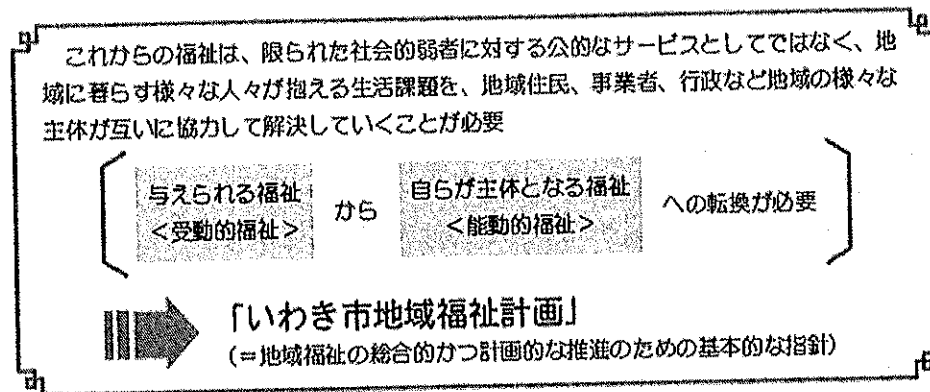 これからの福祉は、限られた社会的弱者に対する公的なサービスとしてではなく、地
域に暮らす様々な人々が抱える生活課題を、地域住民、事業者、行政など地域の様々な
主体が互いに協力して解決していくことが必要
与えられる福祉
<受動的福祉>
から
自らが主体となる福祉
<能動的福祉>
への転換が必要
「いわき市地域福祉計画」
(=地域福祉の総合的かつ計画的な推進のための基本的な指針)